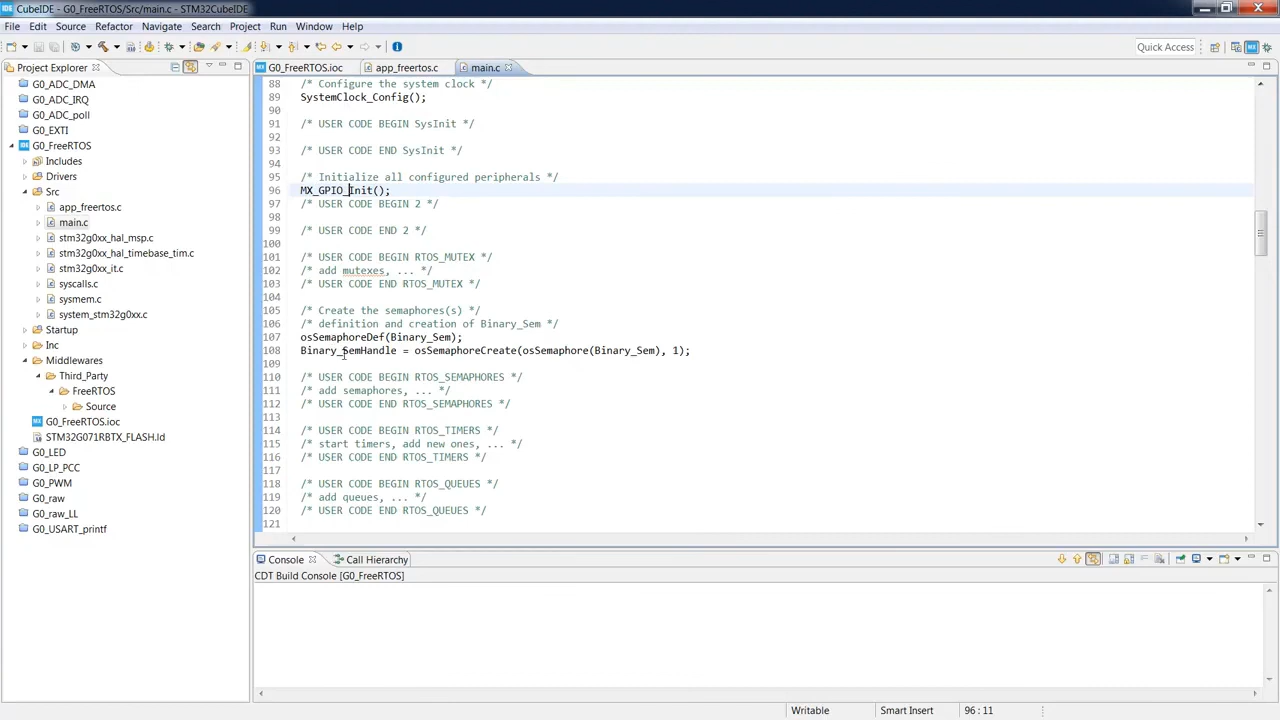 CubeIDE - G0_FreeRTOS/Src/main.c - STM32CubeIDE
File Edit Source Refactor Navigate Search Project Run Window Help
Quick Access
Project Explorer
G0_ADC_DMA
G0_ADC_IRQ
G0_ADC_poll
G0_EXTI
G0_FreeRTOS
Includes
Drivers
Src
app_freertos.c
main.c
stm32g0xx_hal_msp.c
stm32g0xx_hal_timebase_tim.c
stm32g0xx_it.c
syscalls.c
sysmem.c
system_stm32g0xx.c
Startup
Inc
Middlewares
Third_Party
FreeRTOS
Source
G0_FreeRTOS.ioc
STM32G071RBTX_FLASH.ld
G0_LED
G0_LP_PCC
G0_PWM
G0_raw
G0_raw_LL
G0_USART_printf
G0_FreeRTOS.ioc app_freertos.c main.c
88 /* Configure the system clock */
89 SystemClock_Config();
90
91 /* USER CODE BEGIN SysInit */
92
93 /* USER CODE END SysInit */
94
95 /* Initialize all configured peripherals */
96 MX_GPIO_Init();
97 /* USER CODE BEGIN 2 */
98
99 /* USER CODE END 2 */
100
101 /* USER CODE BEGIN RTOS_MUTEX */
102 /* add mutexes, ... */
103 /* USER CODE END RTOS_MUTEX */
104
105 /* Create the semaphores(s) */
106 /* definition and creation of Binary_Sem */
107 osSemaphoreDef(Binary_Sem);
108 Binary_SemHandle = osSemaphoreCreate(osSemaphore(Binary_Sem), 1);
109
110 /* USER CODE BEGIN RTOS_SEMAPHORES */
111 /* add semaphores, ... */
112 /* USER CODE END RTOS_SEMAPHORES */
113
114 /* USER CODE BEGIN RTOS_TIMERS */
115 /* start timers, add new ones, ... */
116 /* USER CODE END RTOS_TIMERS */
117
118 /* USER CODE BEGIN RTOS_QUEUES */
119 /* add queues, ... */
120 /* USER CODE END RTOS_QUEUES */
121
Console Call Hierarchy
CDT Build Console [G0_FreeRTOS]
Writable Smart Insert 96 : 11